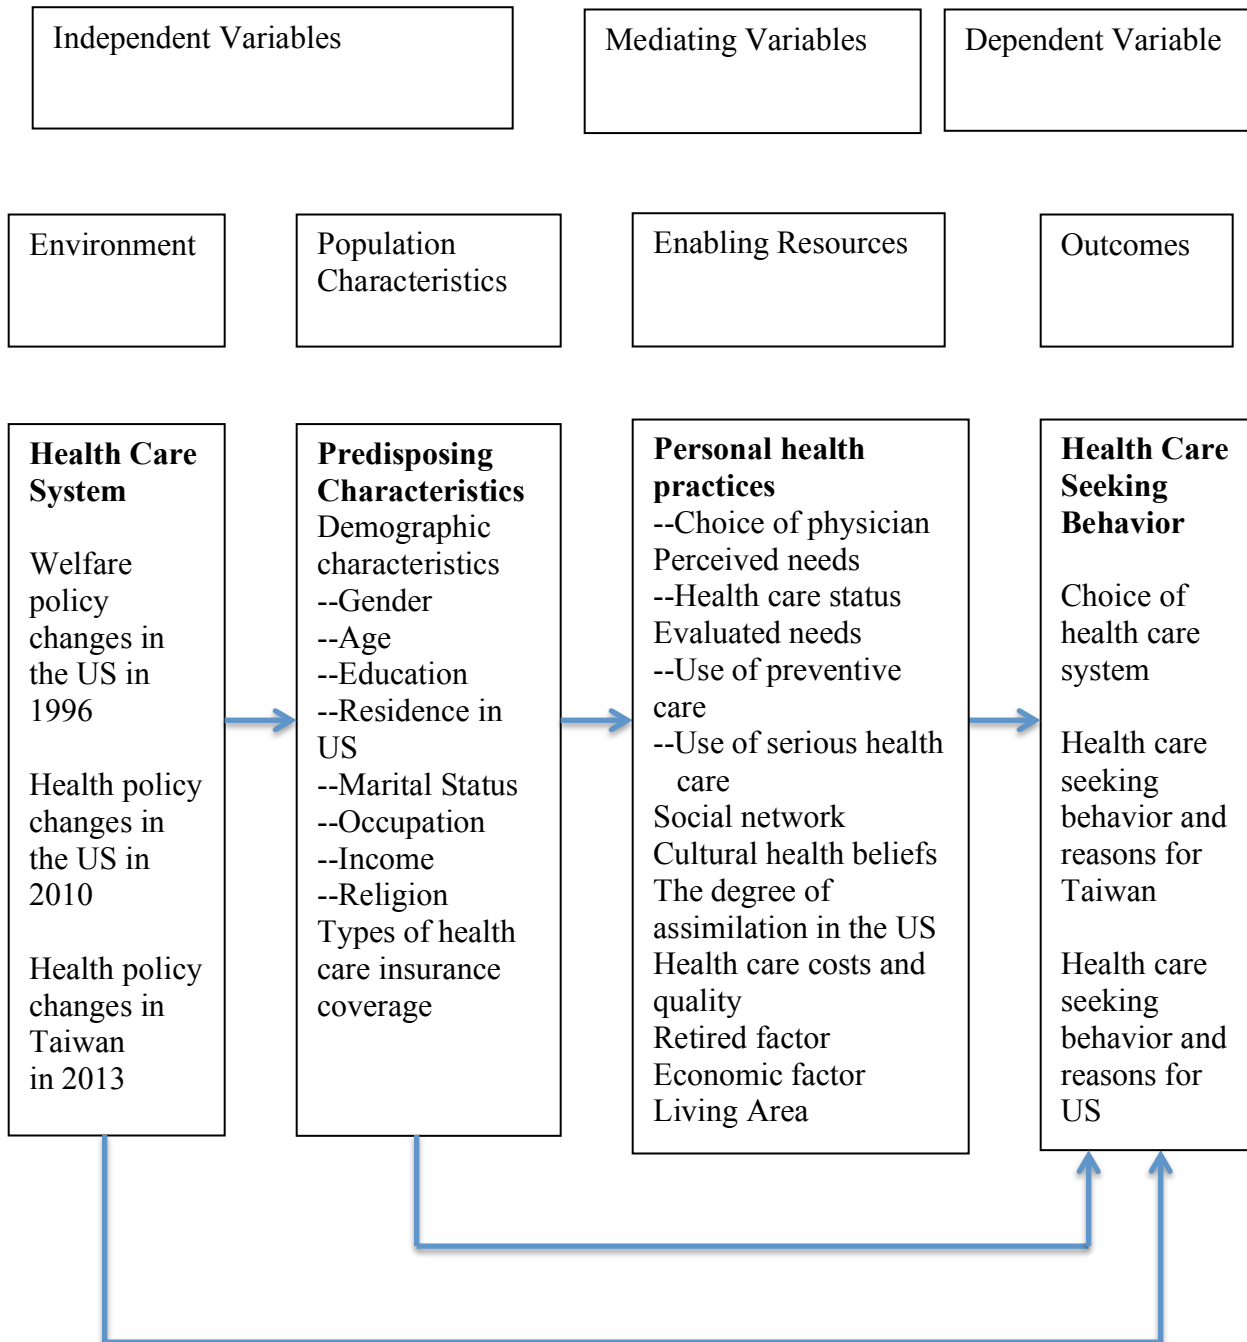 Independent Variables
Mediating Variables
Dependent Variable
Environment
Population
Characteristics
Enabling Resources
Outcomes
Health Care
System
Welfare
policy
changes in
the US in
1996
Health policy
changes in
the US in
2010
Health policy
changes in
Taiwan
in 2013
Predisposing
Characteristics
Demographic
characteristics
--Gender
--Age
--Education
--Residence in
US
--Marital Status
--Occupation
--Income
--Religion
Types of health
care insurance
coverage
Personal health
practices
--Choice of physician
Perceived needs
--Health care status
Evaluated needs
--Use of preventive
care
--Use of serious health
care
Social network
Cultural health beliefs
The degree of
assimilation in the US
Health care costs and
quality
Retired factor
Economic factor
Living Area
Health Care
Seeking
Behavior
Choice of
health care
system
Health care
seeking
behavior and
reasons for
Taiwan
Health care
seeking
behavior and
reasons for
US